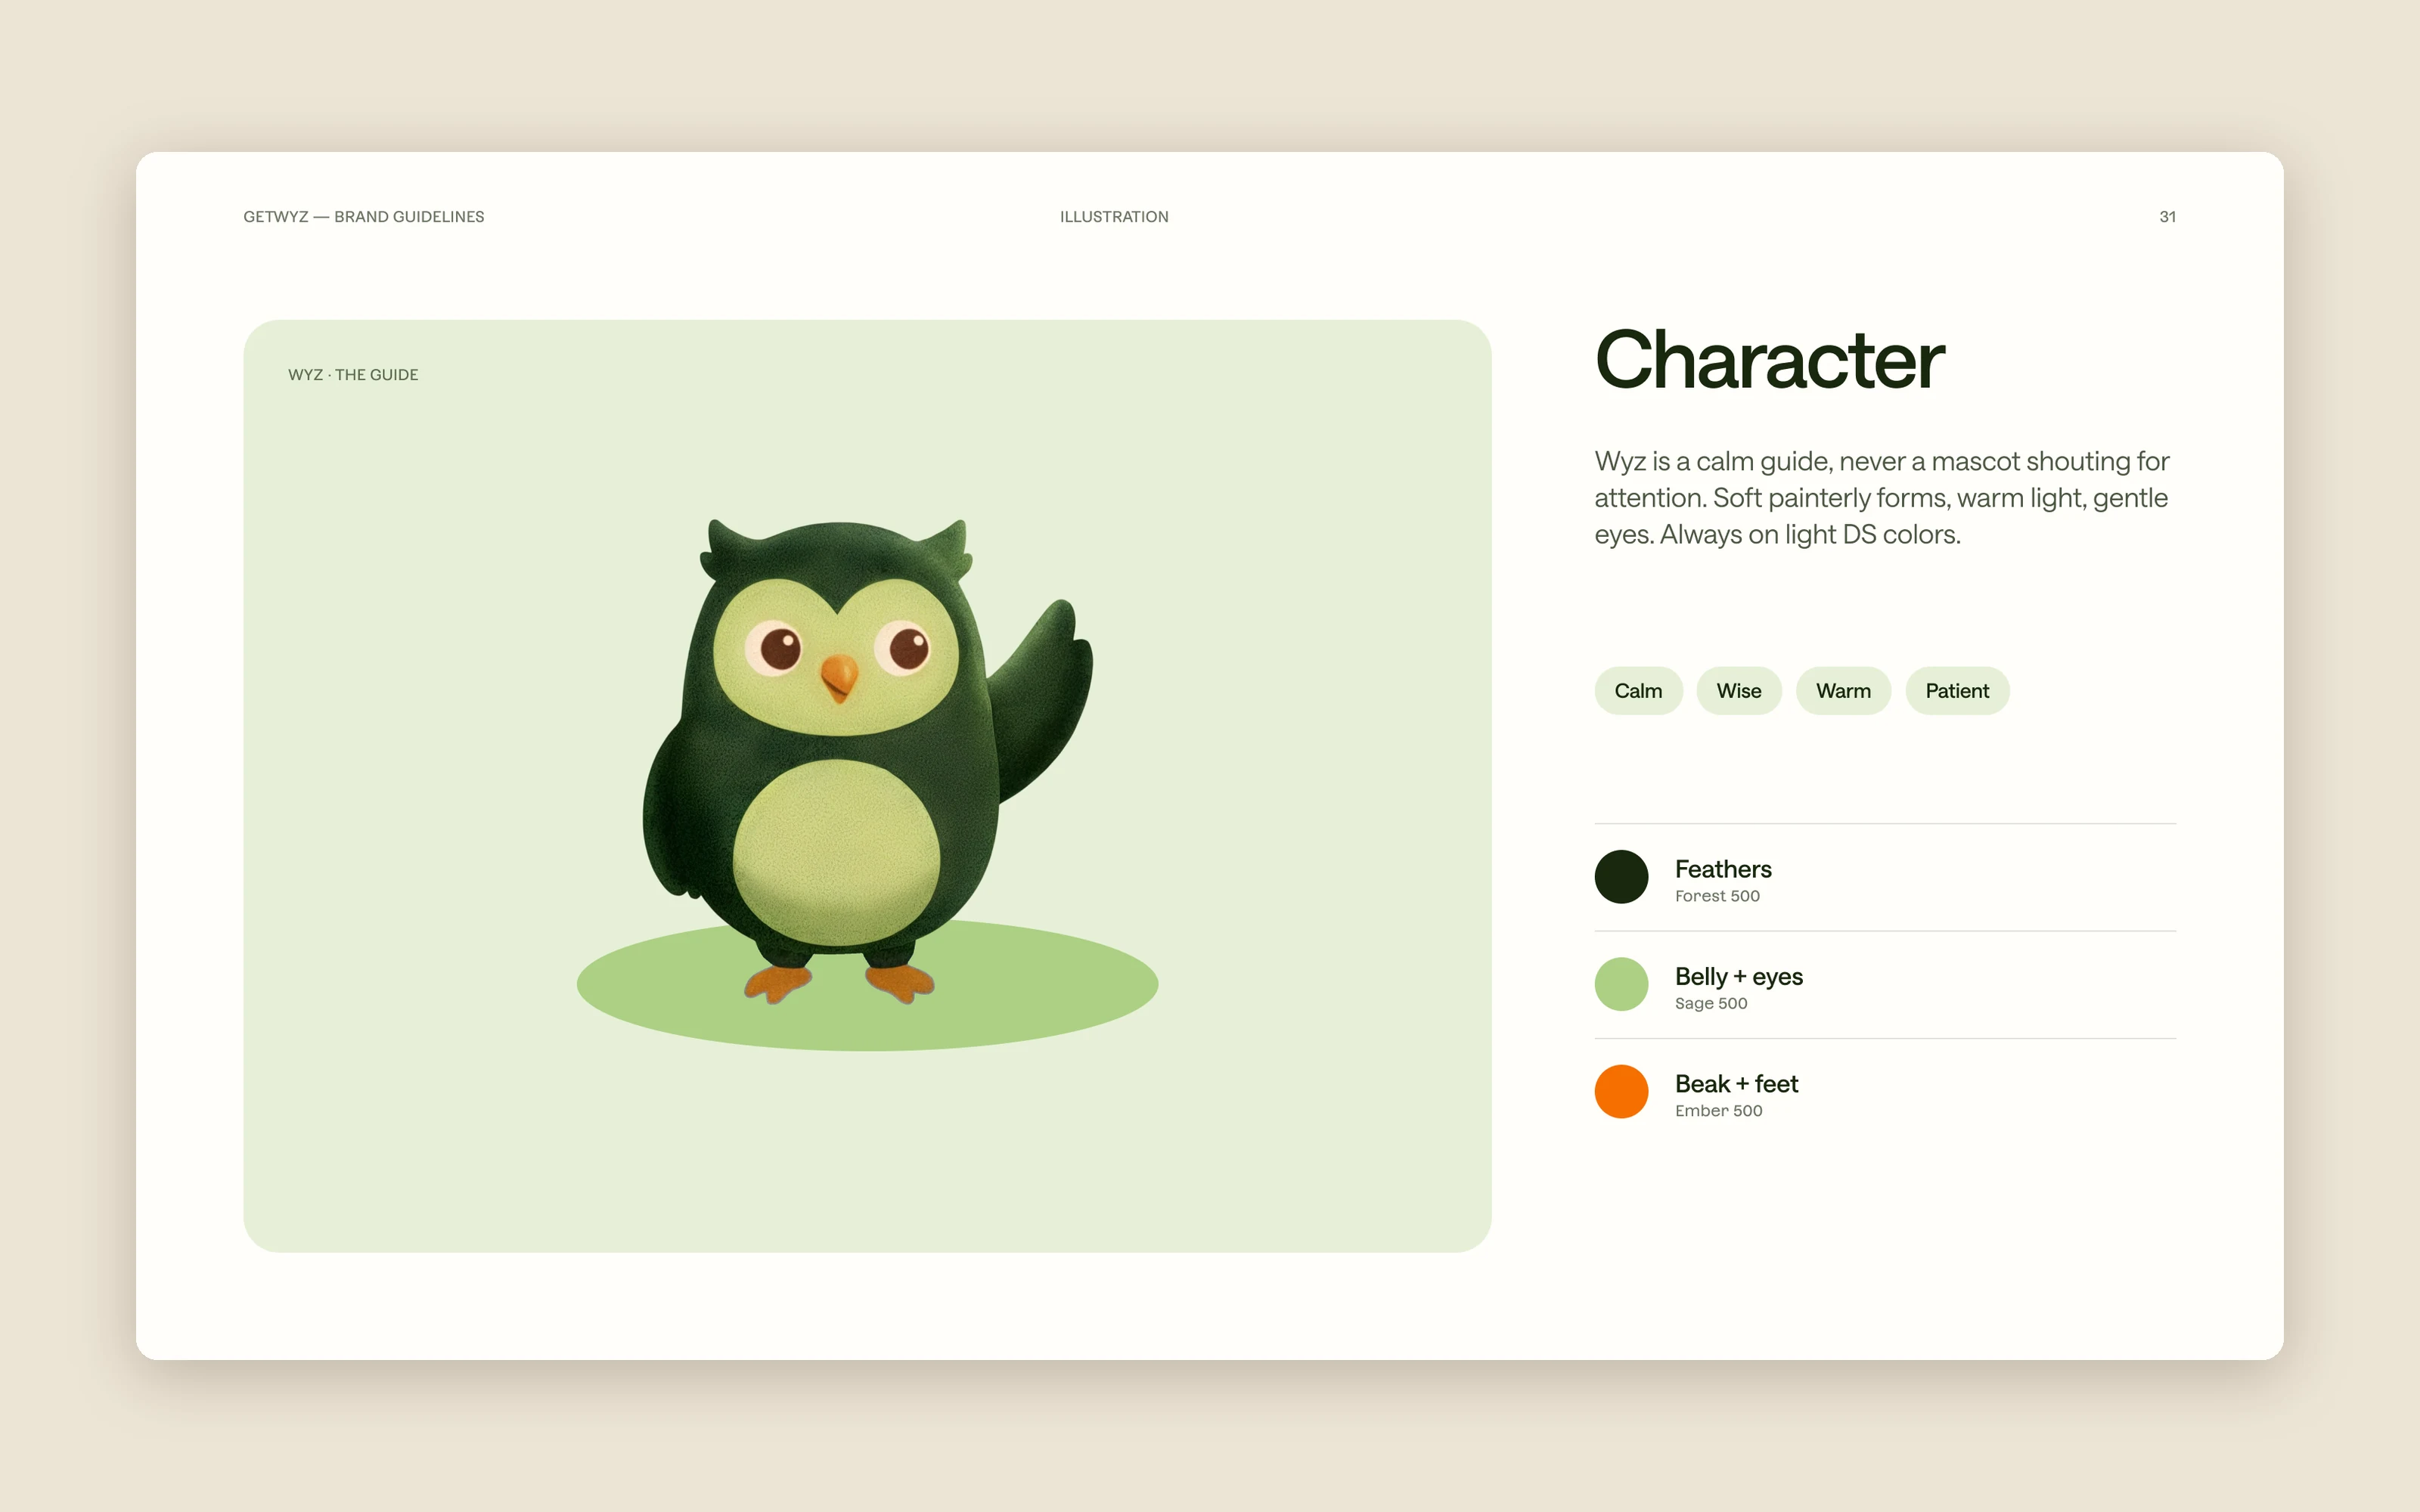 GETWYZ — BRAND GUIDELINES
ILLUSTRATION
31
WYZ · THE GUIDE
Character
Wyz is a calm guide, never a mascot shouting for
attention. Soft painterly forms, warm light, gentle
eyes. Always on light DS colors.
Calm
Wise
Warm
Patient
Feathers
Forest 500
Belly + eyes
Sage 500
Beak + feet
Ember 500